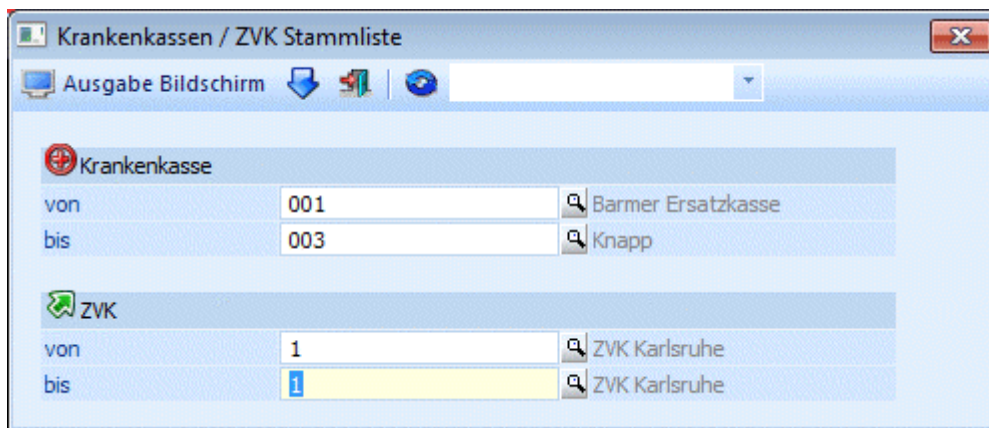 Krankenkassen / ZVK Stammliste
Ausgabe Bildschirm
Krankenkasse
von 001 Barmer Ersatzkasse
bis 003 Knapp
ZVK
von 1 ZVK Karlsruhe
bis 1 ZVK Karlsruhe